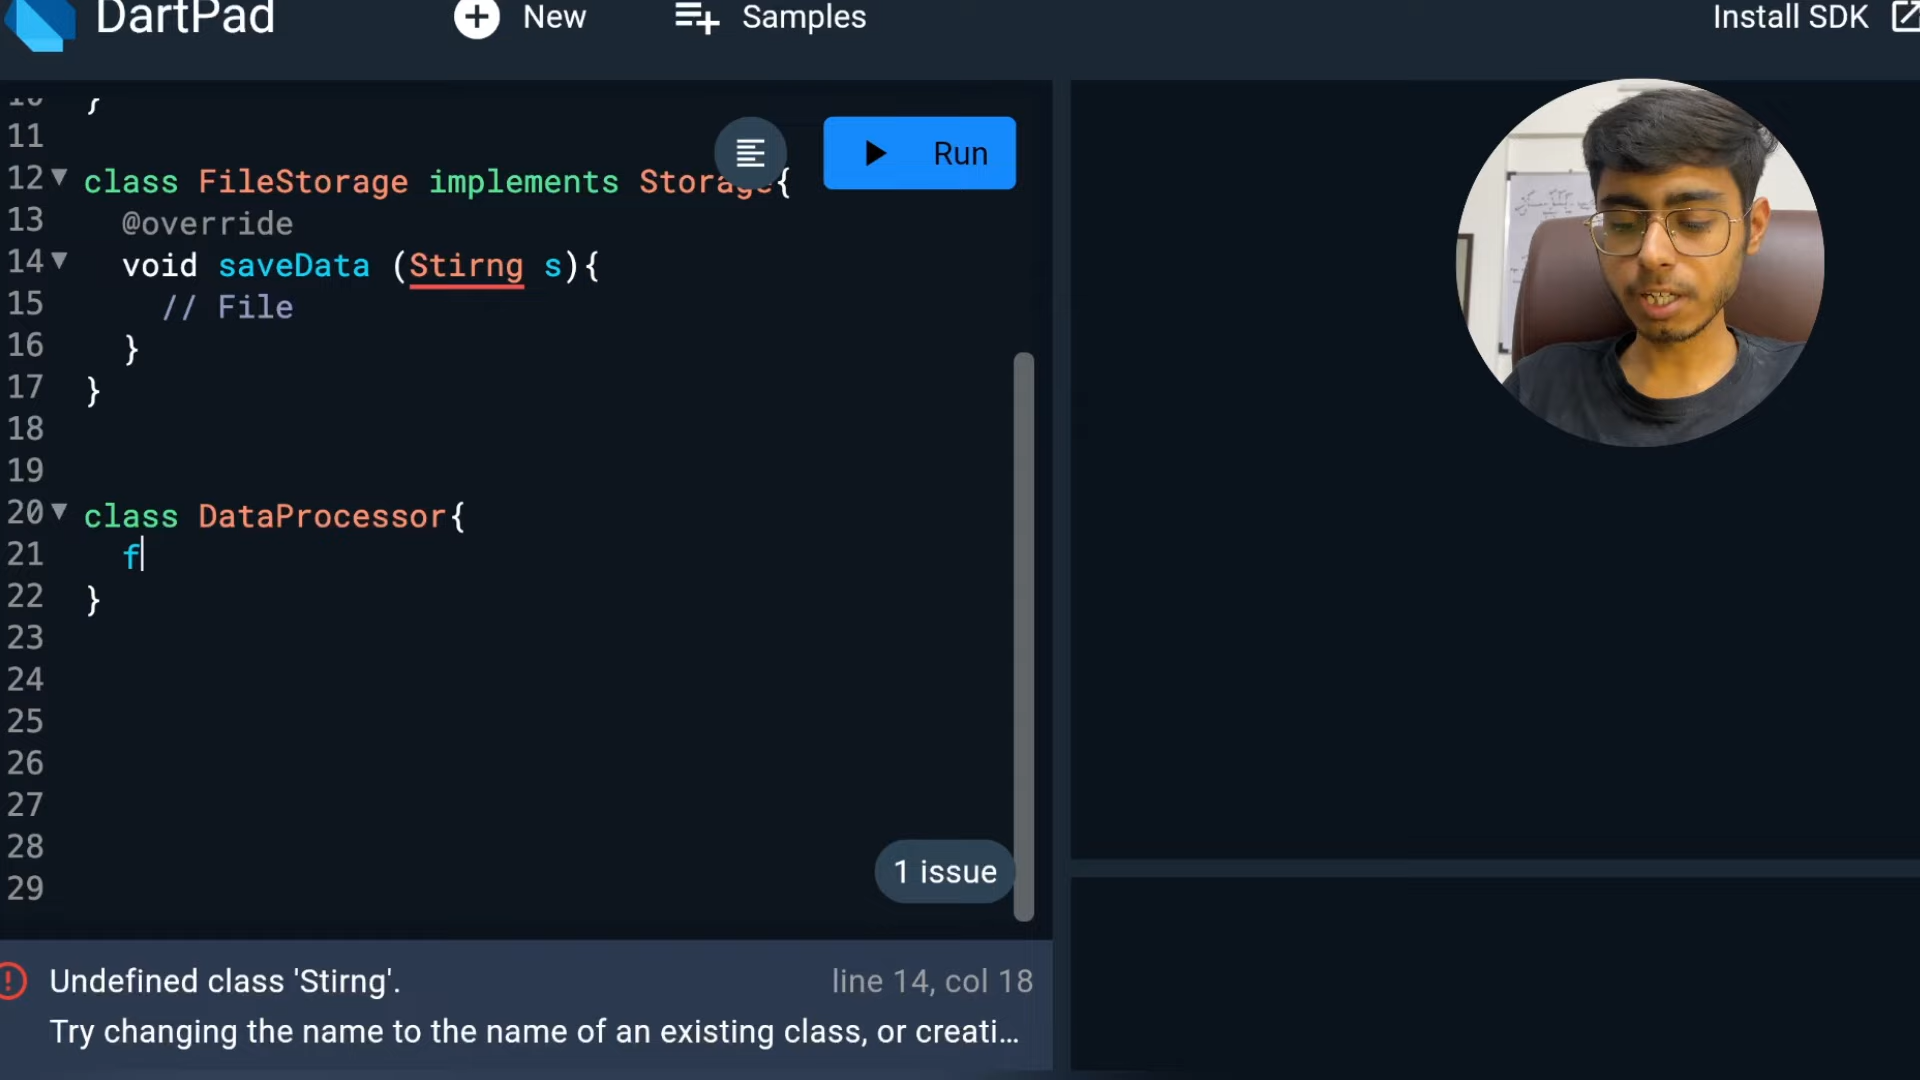 DartPad
New
Samples
Install SDK
10 }
11
12 class FileStorage implements Storage{
Run
13 @override
14 void saveData (Stirng s){
15 // File
16 }
17 }
18
19
20 class DataProcessor{
21 f
22 }
23
24
25
26
27
28
29
1 issue
Undefined class 'Stirng'.
line 14, col 18
Try changing the name to the name of an existing class, or creati...